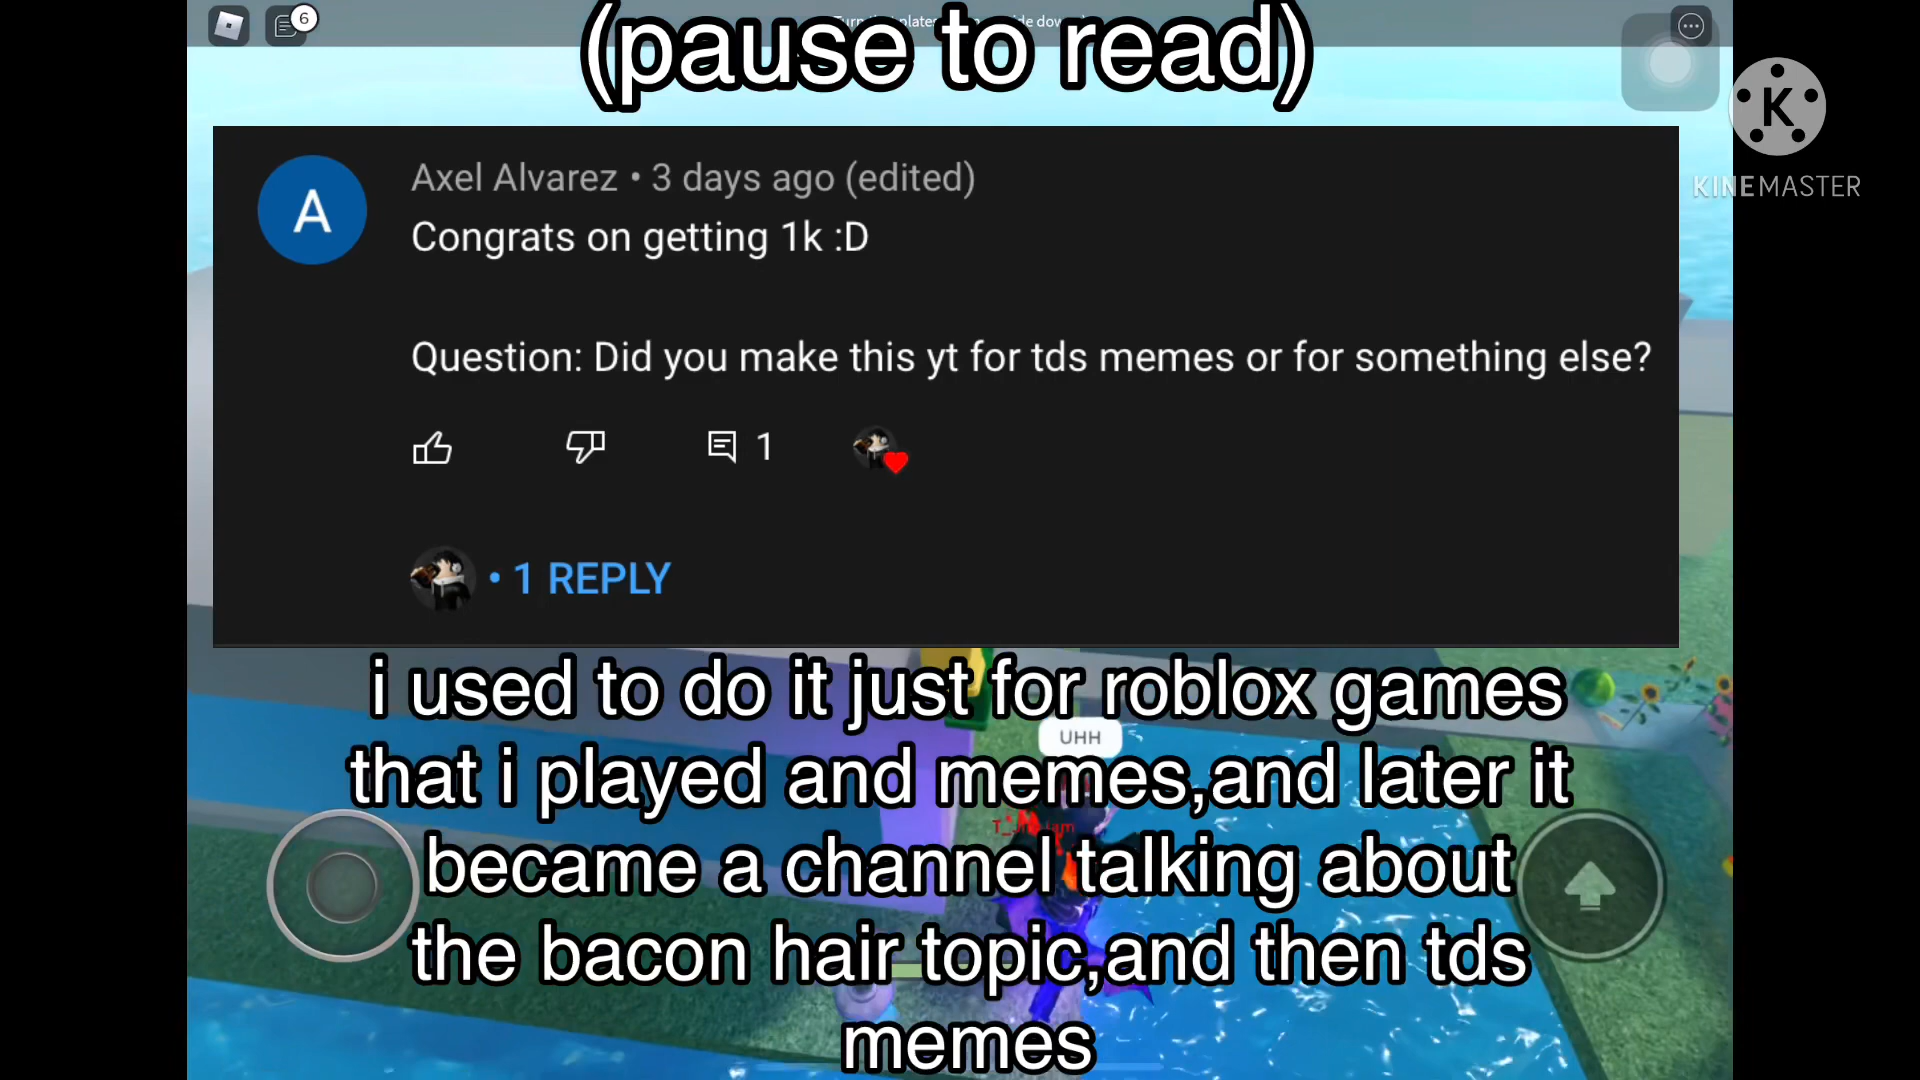 6
(pause to read)
K
KINEMASTER
A
Axel Alvarez • 3 days ago (edited)
Congrats on getting 1k :D
Question: Did you make this yt for tds memes or for something else?
1
• 1 REPLY
i used to do it just for roblox games
UHH
that i played and memes,and later it
became a channel talking about
the bacon hair topic,and then tds
memes